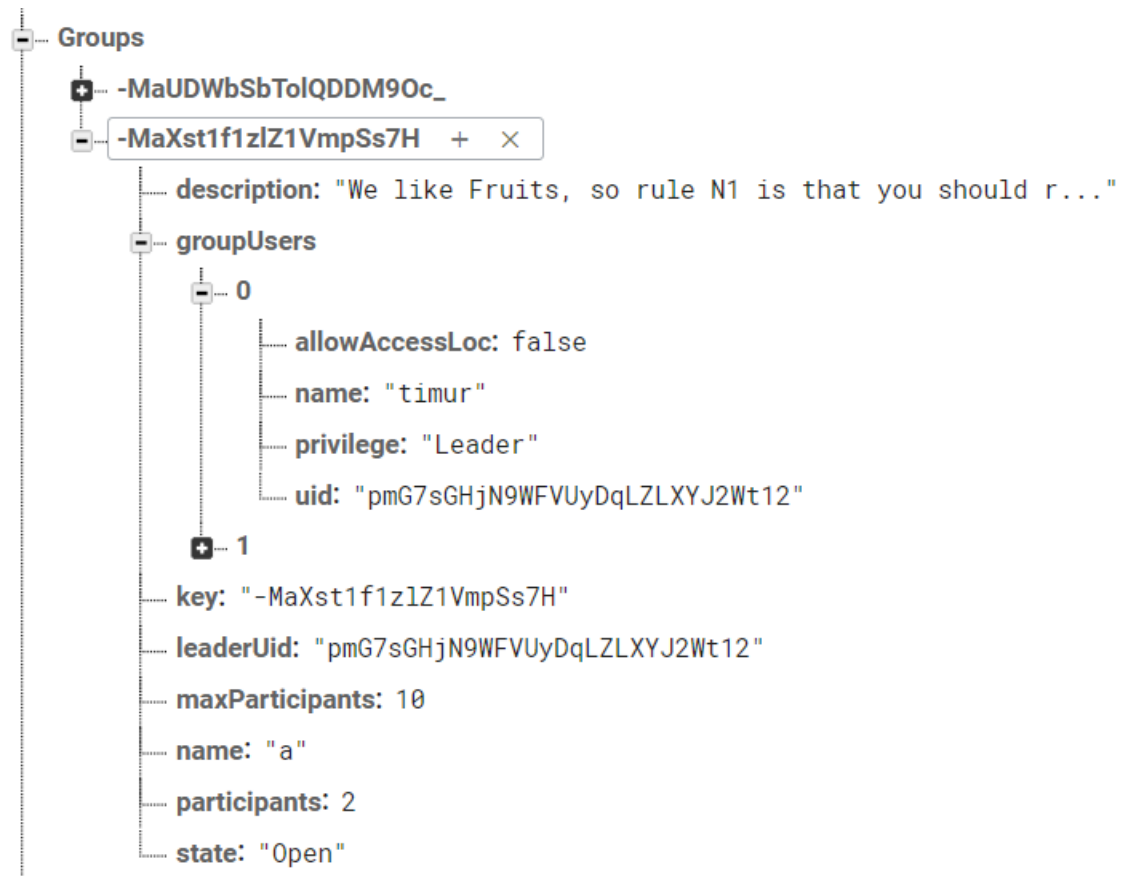 Groups
-MaUDWbSbTolQDDM9Oc_
-MaXst1f1zlZ1VmpSs7H + ×
description: "We like Fruits, so rule N1 is that you should r..."
groupUsers
0
allowAccessLoc: false
name: "timur"
privilege: "Leader"
uid: "pmG7sGHjN9WFVUyDqLZLXYJ2Wt12"
1
key: "-MaXst1f1zlZ1VmpSs7H"
leaderUid: "pmG7sGHjN9WFVUyDqLZLXYJ2Wt12"
maxParticipants: 10
name: "a"
participants: 2
state: "Open"